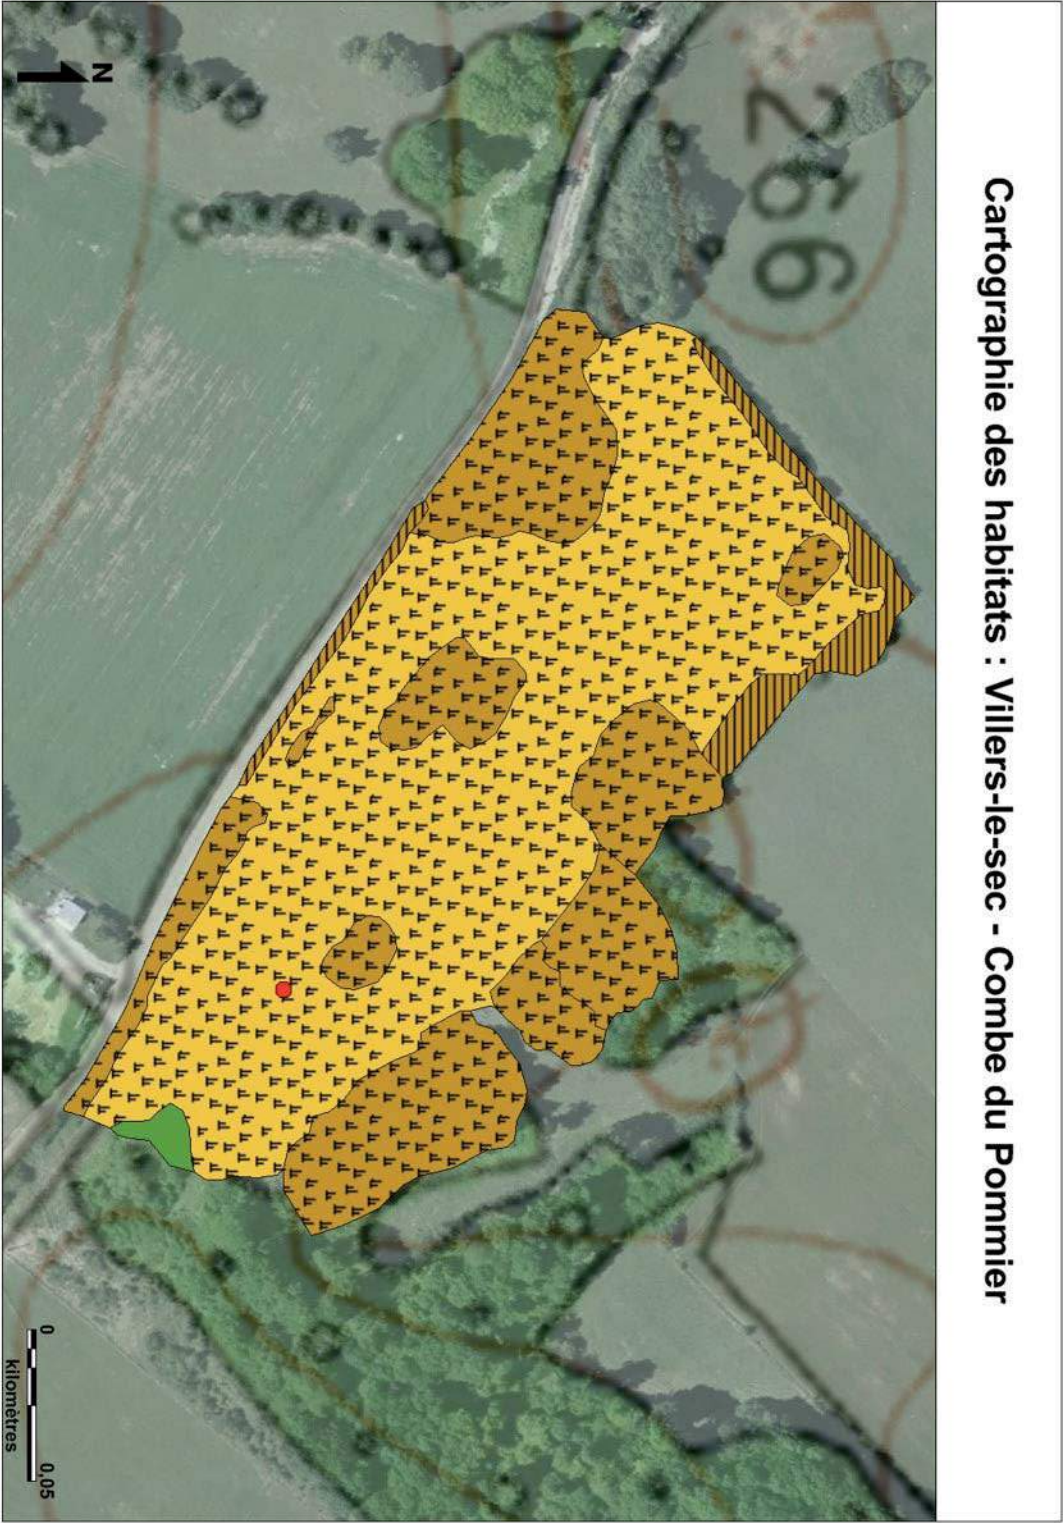 Cartographie des habitats : Villers-le-sec - Combe du Pommier
266
N
0 0,05
kilomètres